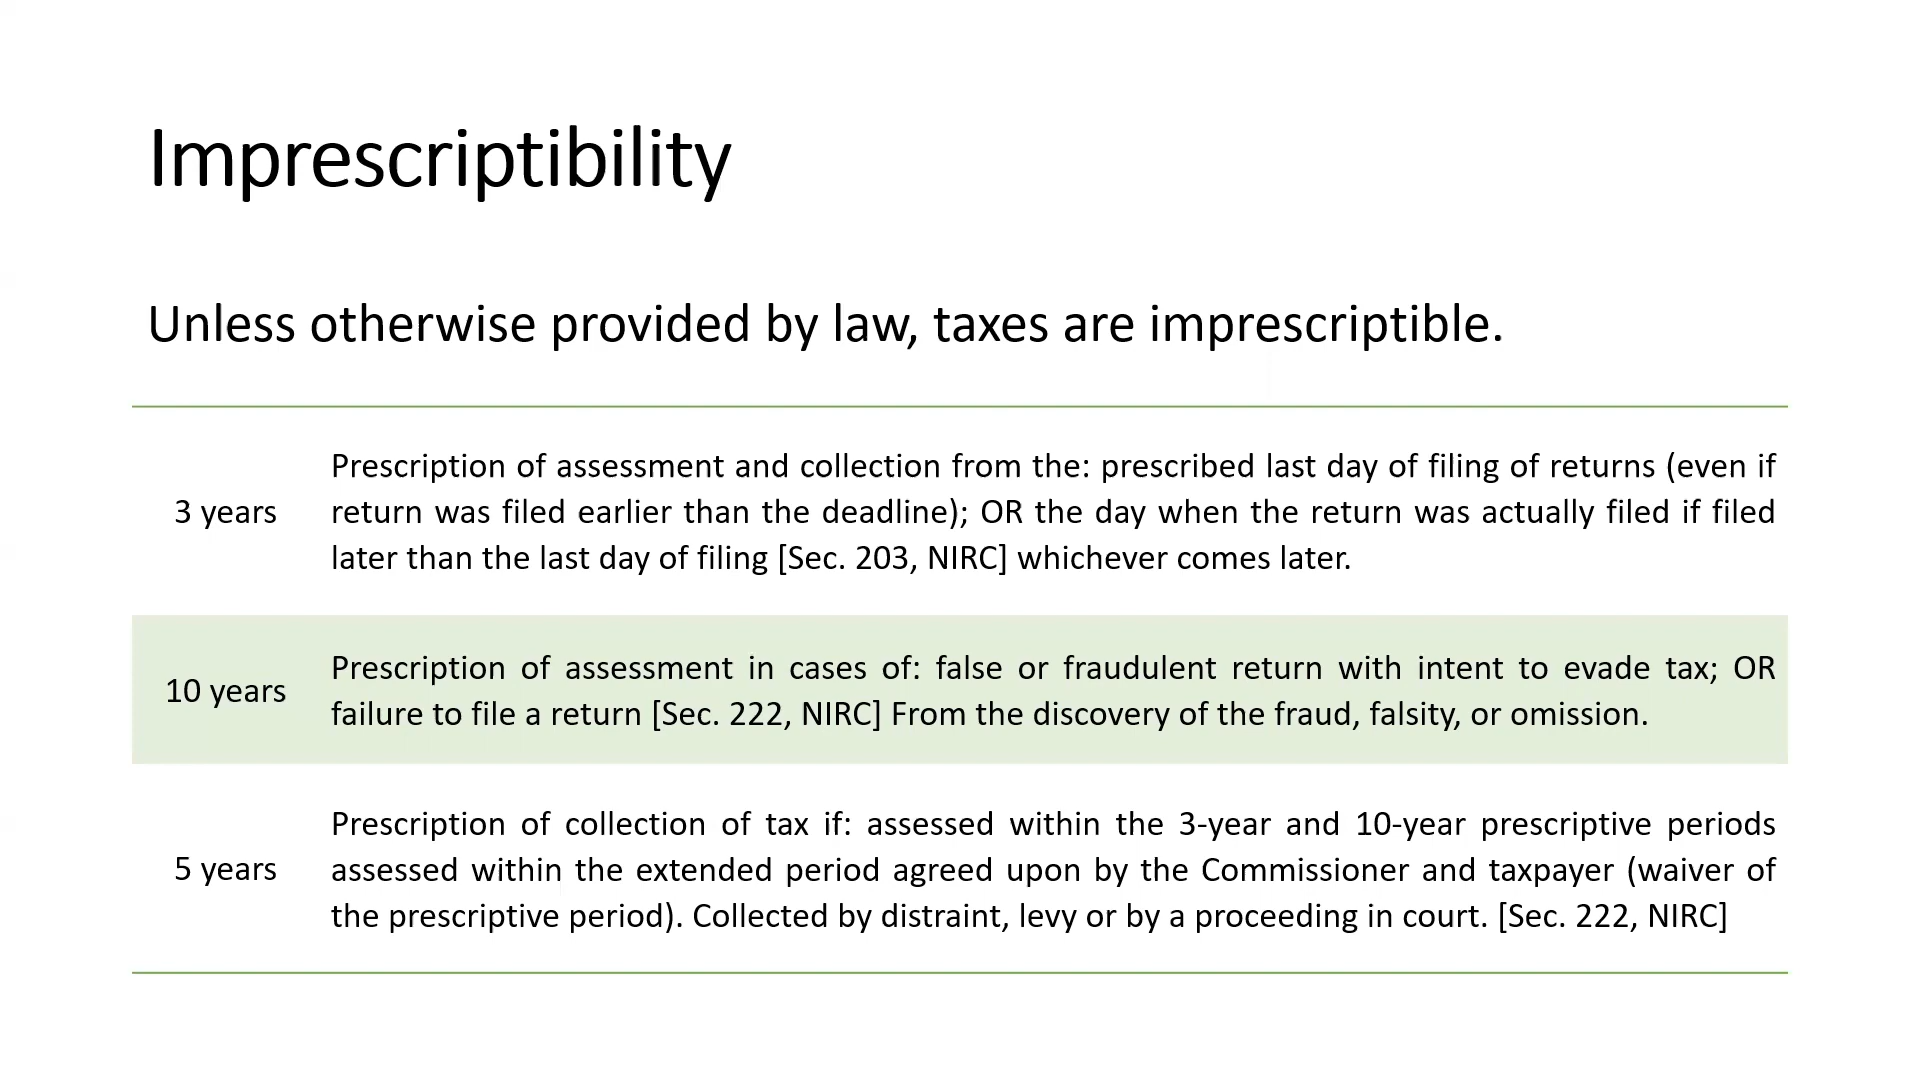 Imprescriptibility
Unless otherwise provided by law, taxes are imprescriptible.
3 years
Prescription of assessment and collection from the: prescribed last day of filing of returns (even if
return was filed earlier than the deadline); OR the day when the return was actually filed if filed
later than the last day of filing [Sec. 203, NIRC] whichever comes later.
10 years
Prescription of assessment in cases of: false or fraudulent return with intent to evade tax; OR
failure to file a return [Sec. 222, NIRC] From the discovery of the fraud, falsity, or omission.
5 years
Prescription of collection of tax if: assessed within the 3-year and 10-year prescriptive periods
assessed within the extended period agreed upon by the Commissioner and taxpayer (waiver of
the prescriptive period). Collected by distraint, levy or by a proceeding in court. [Sec. 222, NIRC]